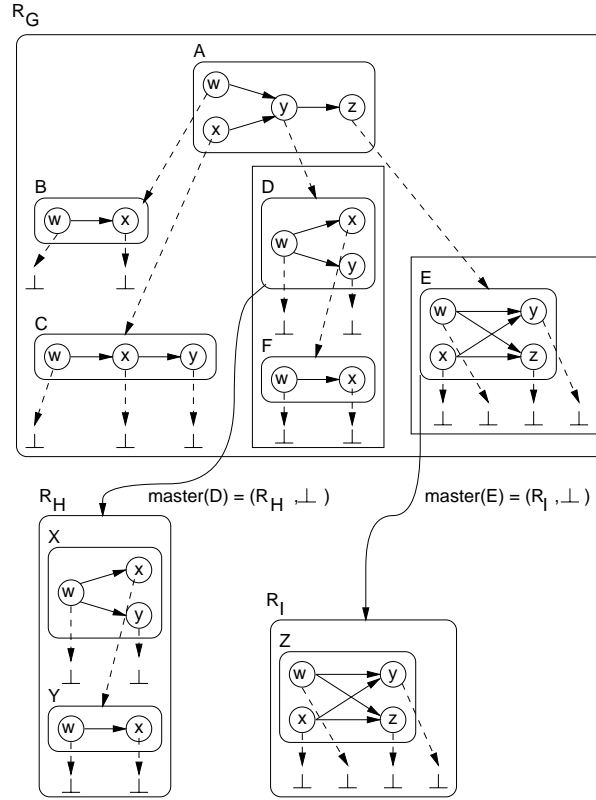 R_G
A
w
y
z
x
B
w
x
D
x
w
y
E
w
y
x
z
⊥
⊥
C
w
x
y
⊥
⊥
F
w
x
⊥
⊥
⊥
⊥
⊥
⊥
⊥
⊥
⊥
R_H
master(D) = (R_H ,⊥ )
master(E) = (R_I ,⊥ )
X
x
w
y
⊥
⊥
Y
w
x
⊥
⊥
R_I
Z
w
y
x
z
⊥
⊥
⊥
⊥